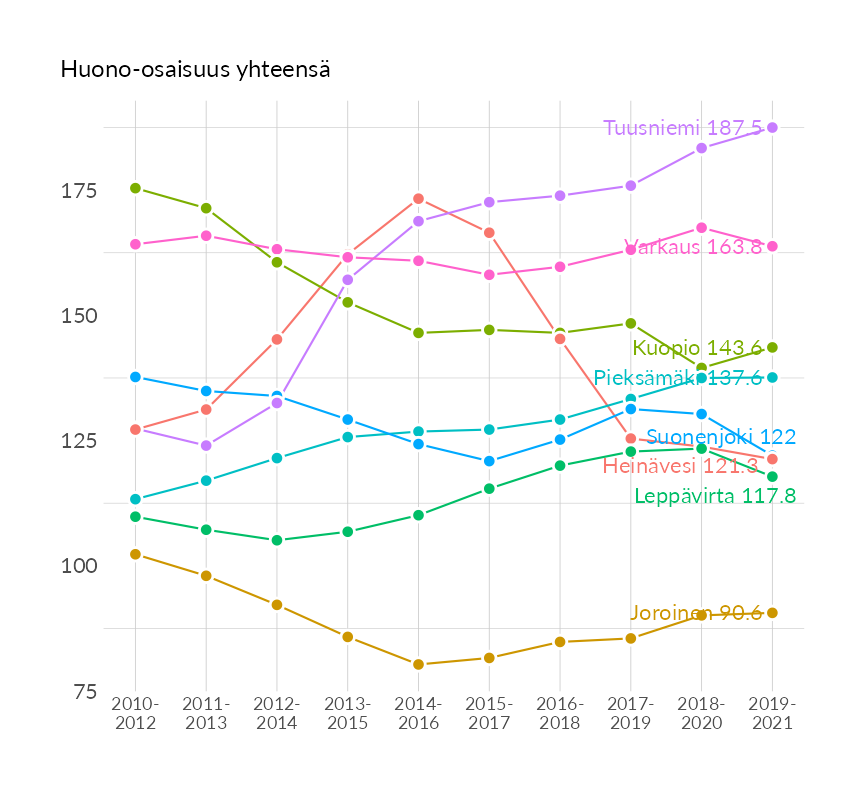 Huono-osaisuus yhteensä
Tuusniemi 187.5
175
Varkaus 163.8
150
Kuopio 143.6
Pieksämäki 137.6
125
Suonenjoki 122
Heinävesi 121.3
Leppävirta 117.8
100
Joroinen 90.6
75
2010- 2011- 2012- 2013- 2014- 2015- 2016- 2017- 2018- 2019-
2012 2013 2014 2015 2016 2017 2018 2019 2020 2021